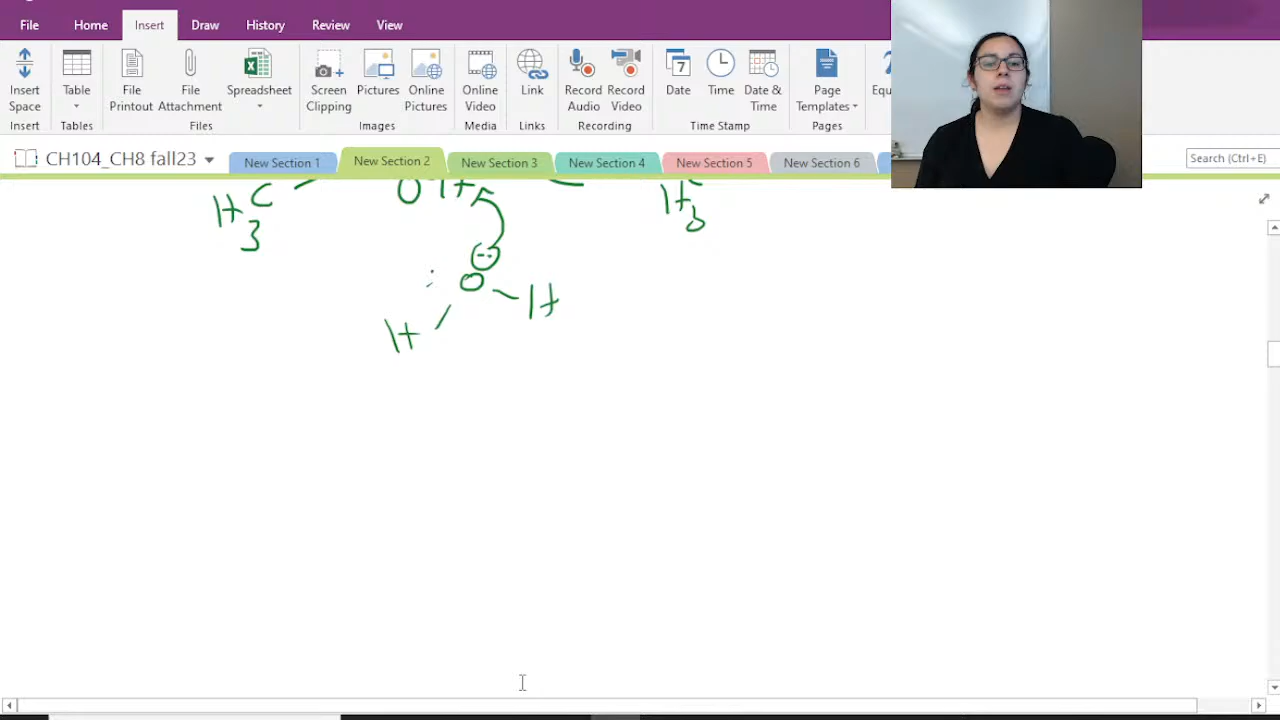 File Home Insert Draw History Review View
Insert Space Table File Printout File Attachment Spreadsheet Screen Clipping Pictures Online Pictures Online Video Link Record Audio Record Video Date Time Date & Time Page Templates
Insert Tables Files Images Media Links Recording Time Stamp Pages
CH104_CH8 fall23 New Section 1 New Section 2 New Section 3 New Section 4 New Section 5 New Section 6 Search (Ctrl+E)
H3C OH
O
H
H